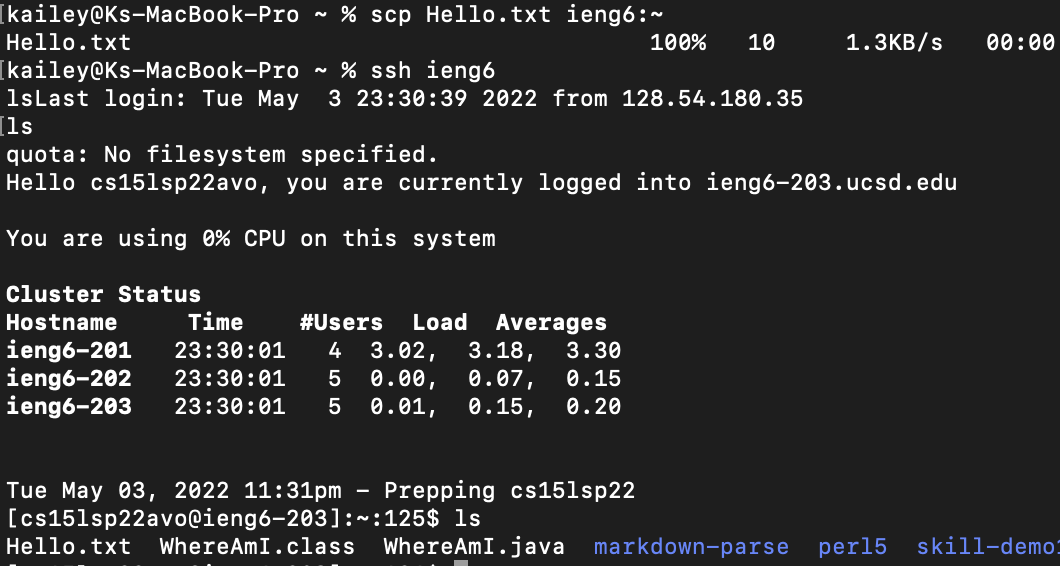 [kailey@Ks-MacBook-Pro ~ % scp Hello.txt ieng6:~
Hello.txt 100% 10 1.3KB/s 00:00
[kailey@Ks-MacBook-Pro ~ % ssh ieng6
lsLast login: Tue May  3 23:30:39 2022 from 128.54.180.35
[ls
quota: No filesystem specified.
Hello cs15lsp22avo, you are currently logged into ieng6-203.ucsd.edu
You are using 0% CPU on this system
Cluster Status
Hostname Time #Users Load Averages
ieng6-201 23:30:01 4 3.02, 3.18, 3.30
ieng6-202 23:30:01 5 0.00, 0.07, 0.15
ieng6-203 23:30:01 5 0.01, 0.15, 0.20
Tue May 03, 2022 11:31pm - Prepping cs15lsp22
[cs15lsp22avo@ieng6-203]:~:125$ ls
Hello.txt WhereAmI.class WhereAmI.java markdown-parse perl5 skill-demo1